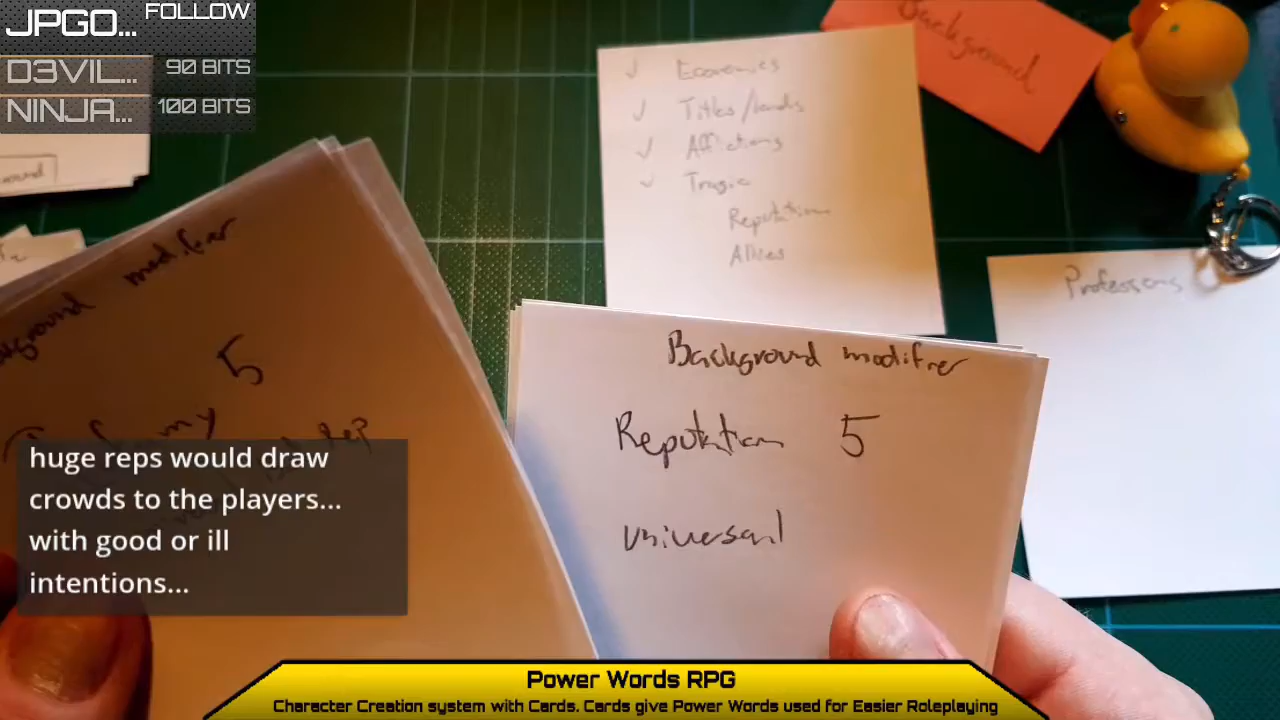 JPGO... FOLLOW
D3VIL... 90 BITS
NINJA... 100 BITS
Background
✓ Economics
✓ Titles/lands
✓ Afflictions
✓ Tragic
Reputation
Allies
Professons
modifier
5
Background modifier
Reputation 5
universal
huge reps would draw
crowds to the players...
with good or ill
intentions...
Power Words RPG
Character Creation system with Cards. Cards give Power Words used for Easier Roleplaying